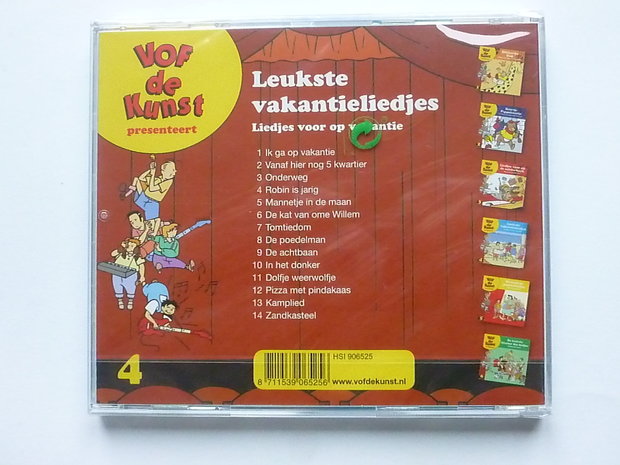 VOF
de
Kunst
presenteert
Leukste
vakantieliedjes
Liedjes voor op vakantie
1 Ik ga op vakantie
2 Vanaf hier nog 5 kwartier
3 Onderweg
4 Robin is jarig
5 Mannetje in de maan
6 De kat van ome Willem
7 Tomtiedom
8 De poedelman
9 De achtbaan
10 In het donker
11 Dolfje weerwolfje
12 Pizza met pindakaas
13 Kamplied
14 Zandkasteel
4
HSI 906525
8 711539 065256
www.vofdekunst.nl